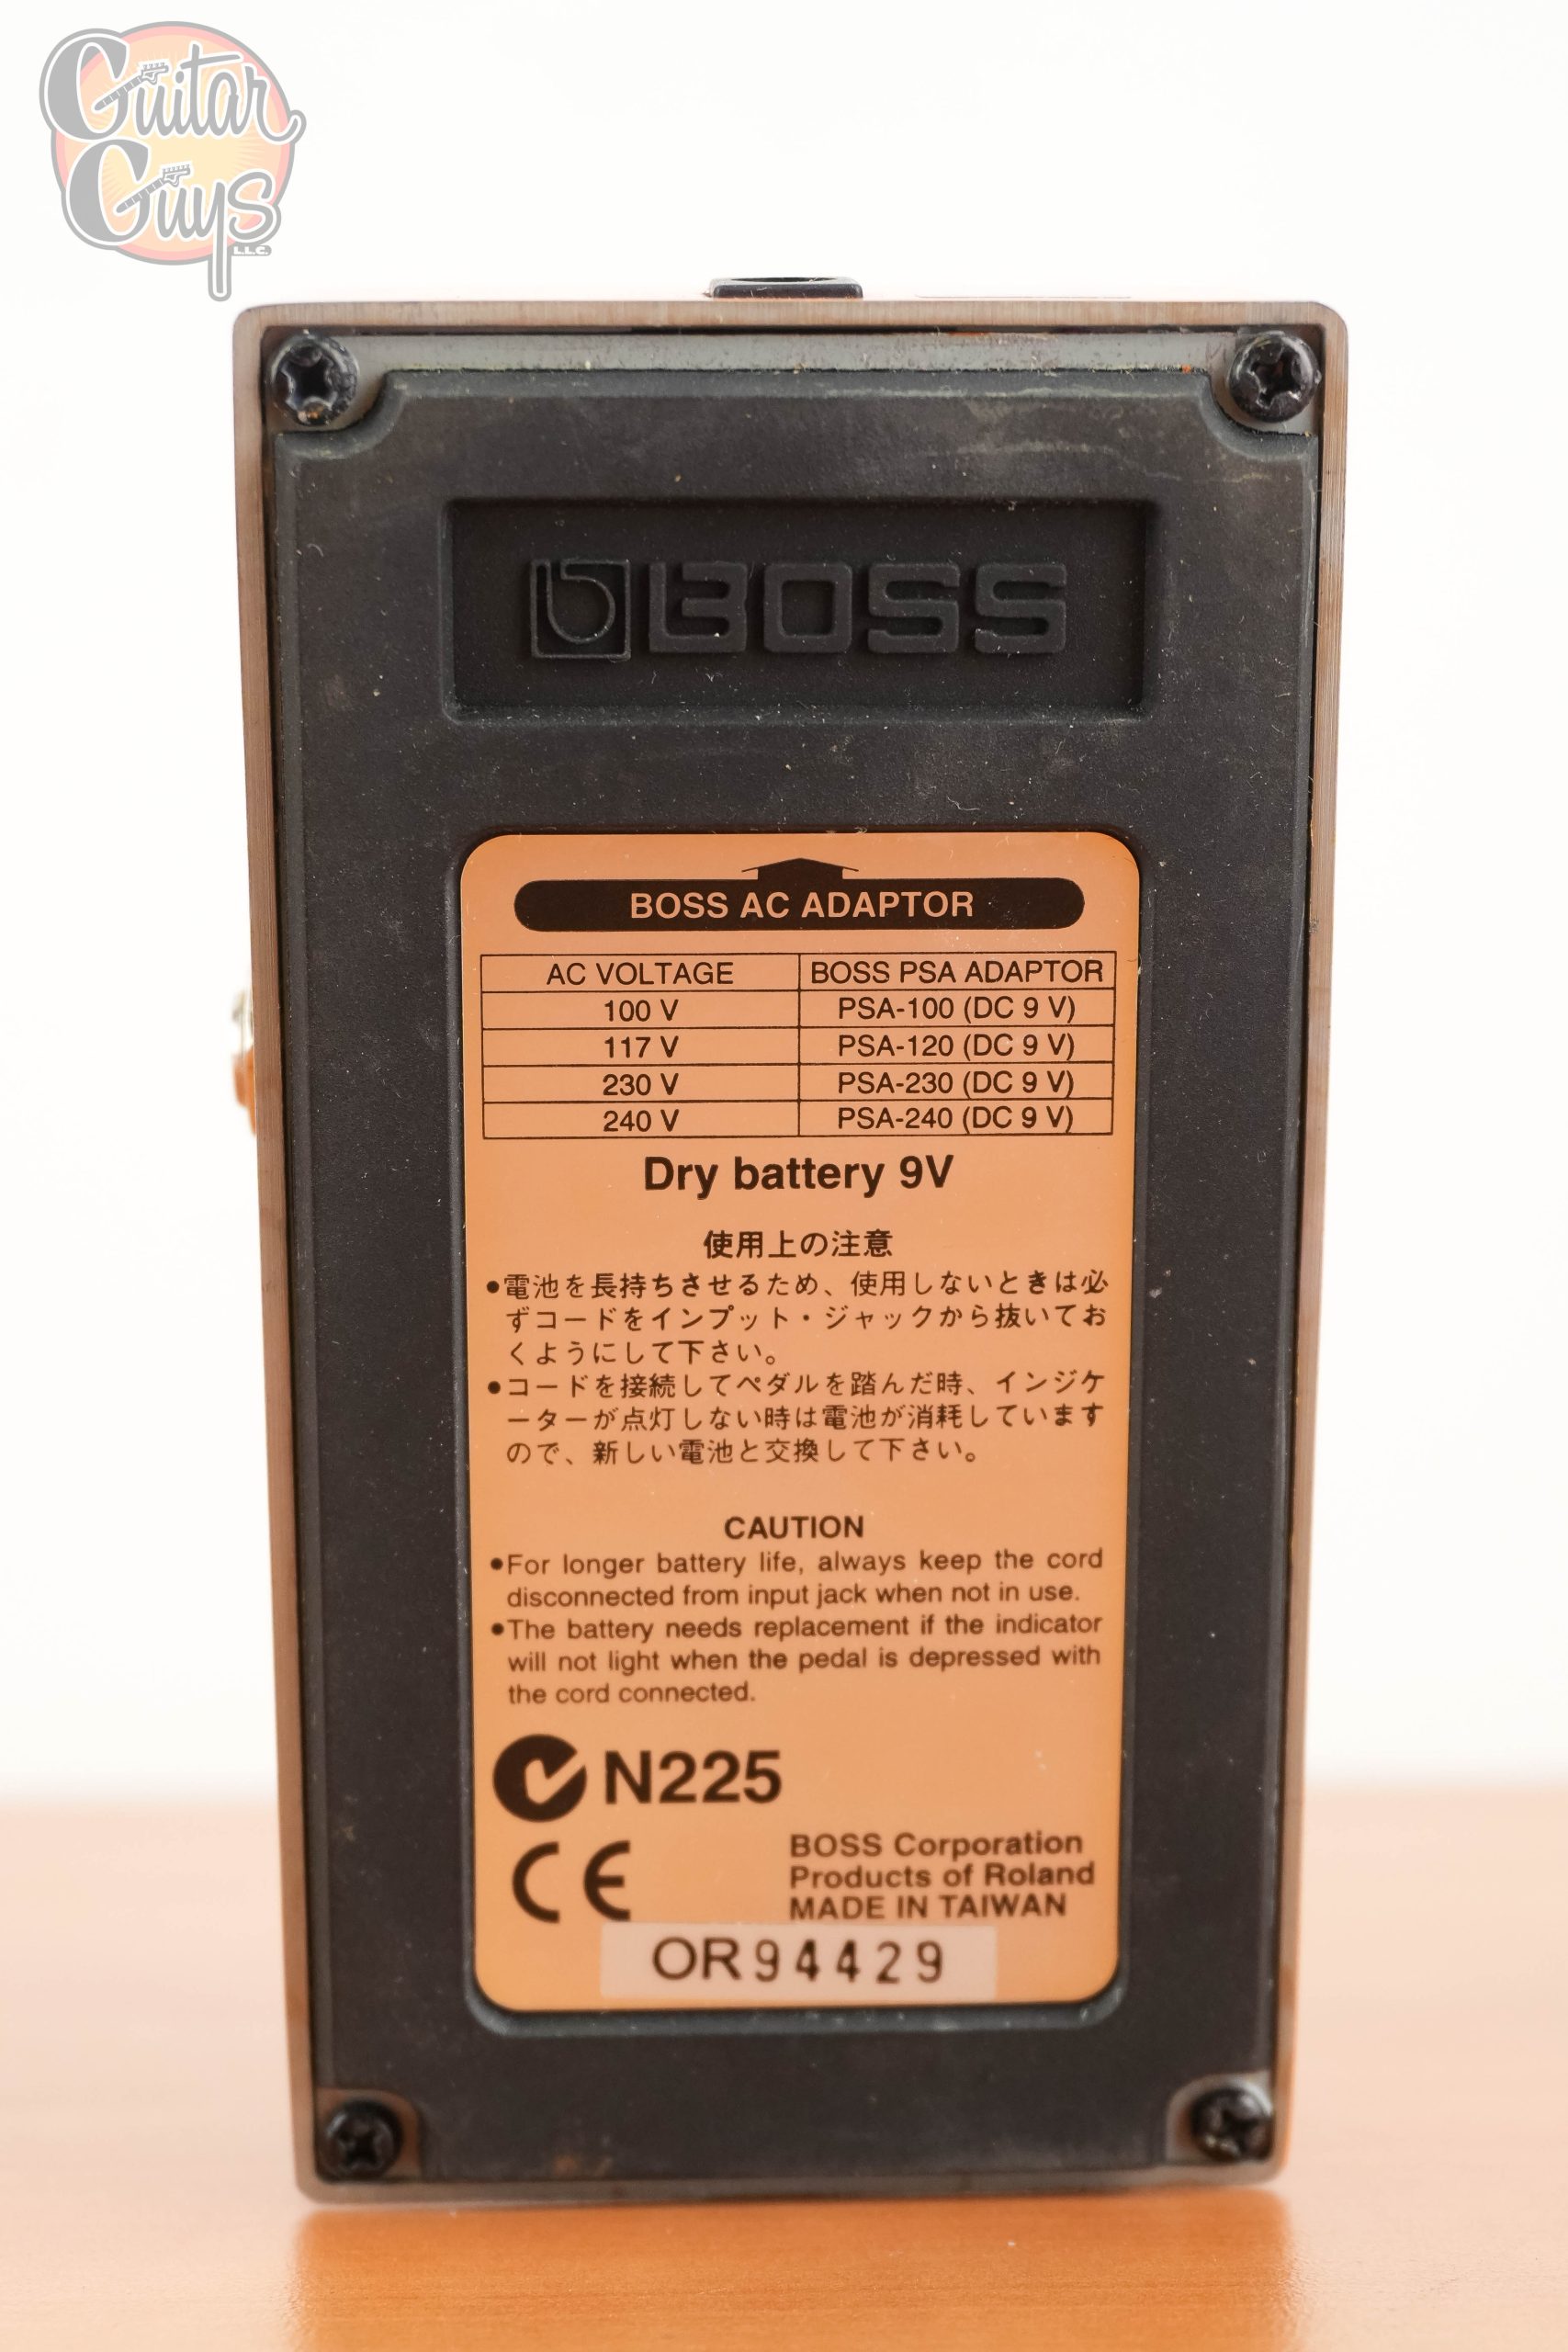 Guitar
Guys
L.L.C.
BOSS
BOSS AC ADAPTOR
AC VOLTAGE BOSS PSA ADAPTOR
100 V PSA-100 (DC 9 V)
117 V PSA-120 (DC 9 V)
230 V PSA-230 (DC 9 V)
240 V PSA-240 (DC 9 V)
Dry battery 9V
使用上の注意
●電池を長持ちさせるため、使用しないときは必
ずコードをインプット・ジャックから抜いてお
くようにして下さい。
●コードを接続してペダルを踏んだ時、インジケ
ーターが点灯しない時は電池が消耗しています
ので、新しい電池と交換して下さい。
CAUTION
●For longer battery life, always keep the cord
disconnected from input jack when not in use.
●The battery needs replacement if the indicator
will not light when the pedal is depressed with
the cord connected.
N225
CE
BOSS Corporation
Products of Roland
MADE IN TAIWAN
OR94429